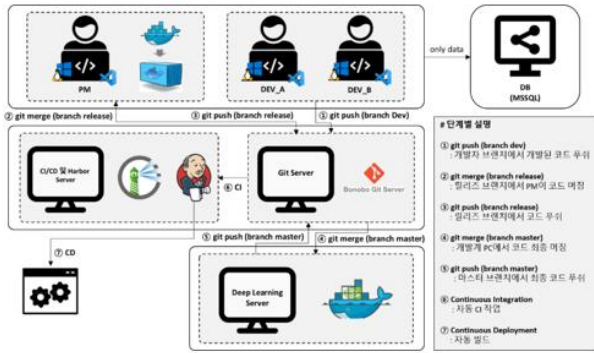 PM
DEV_A
DEV_B
only data
DB
(MSSQL)
② git merge (branch release)
③ git push (branch release)
① git push (branch Dev)
CI/CD 및 Harbor
Server
⑥ CI
Git Server
Bonobo Git Server
⑤ git push (branch master)
④ git merge (branch master)
⑦ CD
Deep Learning
Server
# 단계별 설명
① git push (branch dev)
: 개발자 브랜치에서 개발된 코드 푸쉬
② git merge (branch release)
: 릴리즈 브랜치에서 PM이 코드 머징
③ git push (branch release)
: 릴리즈 브랜치에서 코드 푸쉬
④ git merge (branch master)
: 개발계 PC에서 코드 최종 머징
⑤ git push (branch master)
: 마스터 브랜치에서 최종 코드 푸쉬
⑥ Continuous Integration
: 자동 CI 작업
⑦ Continuous Deployment
: 자동 빌드